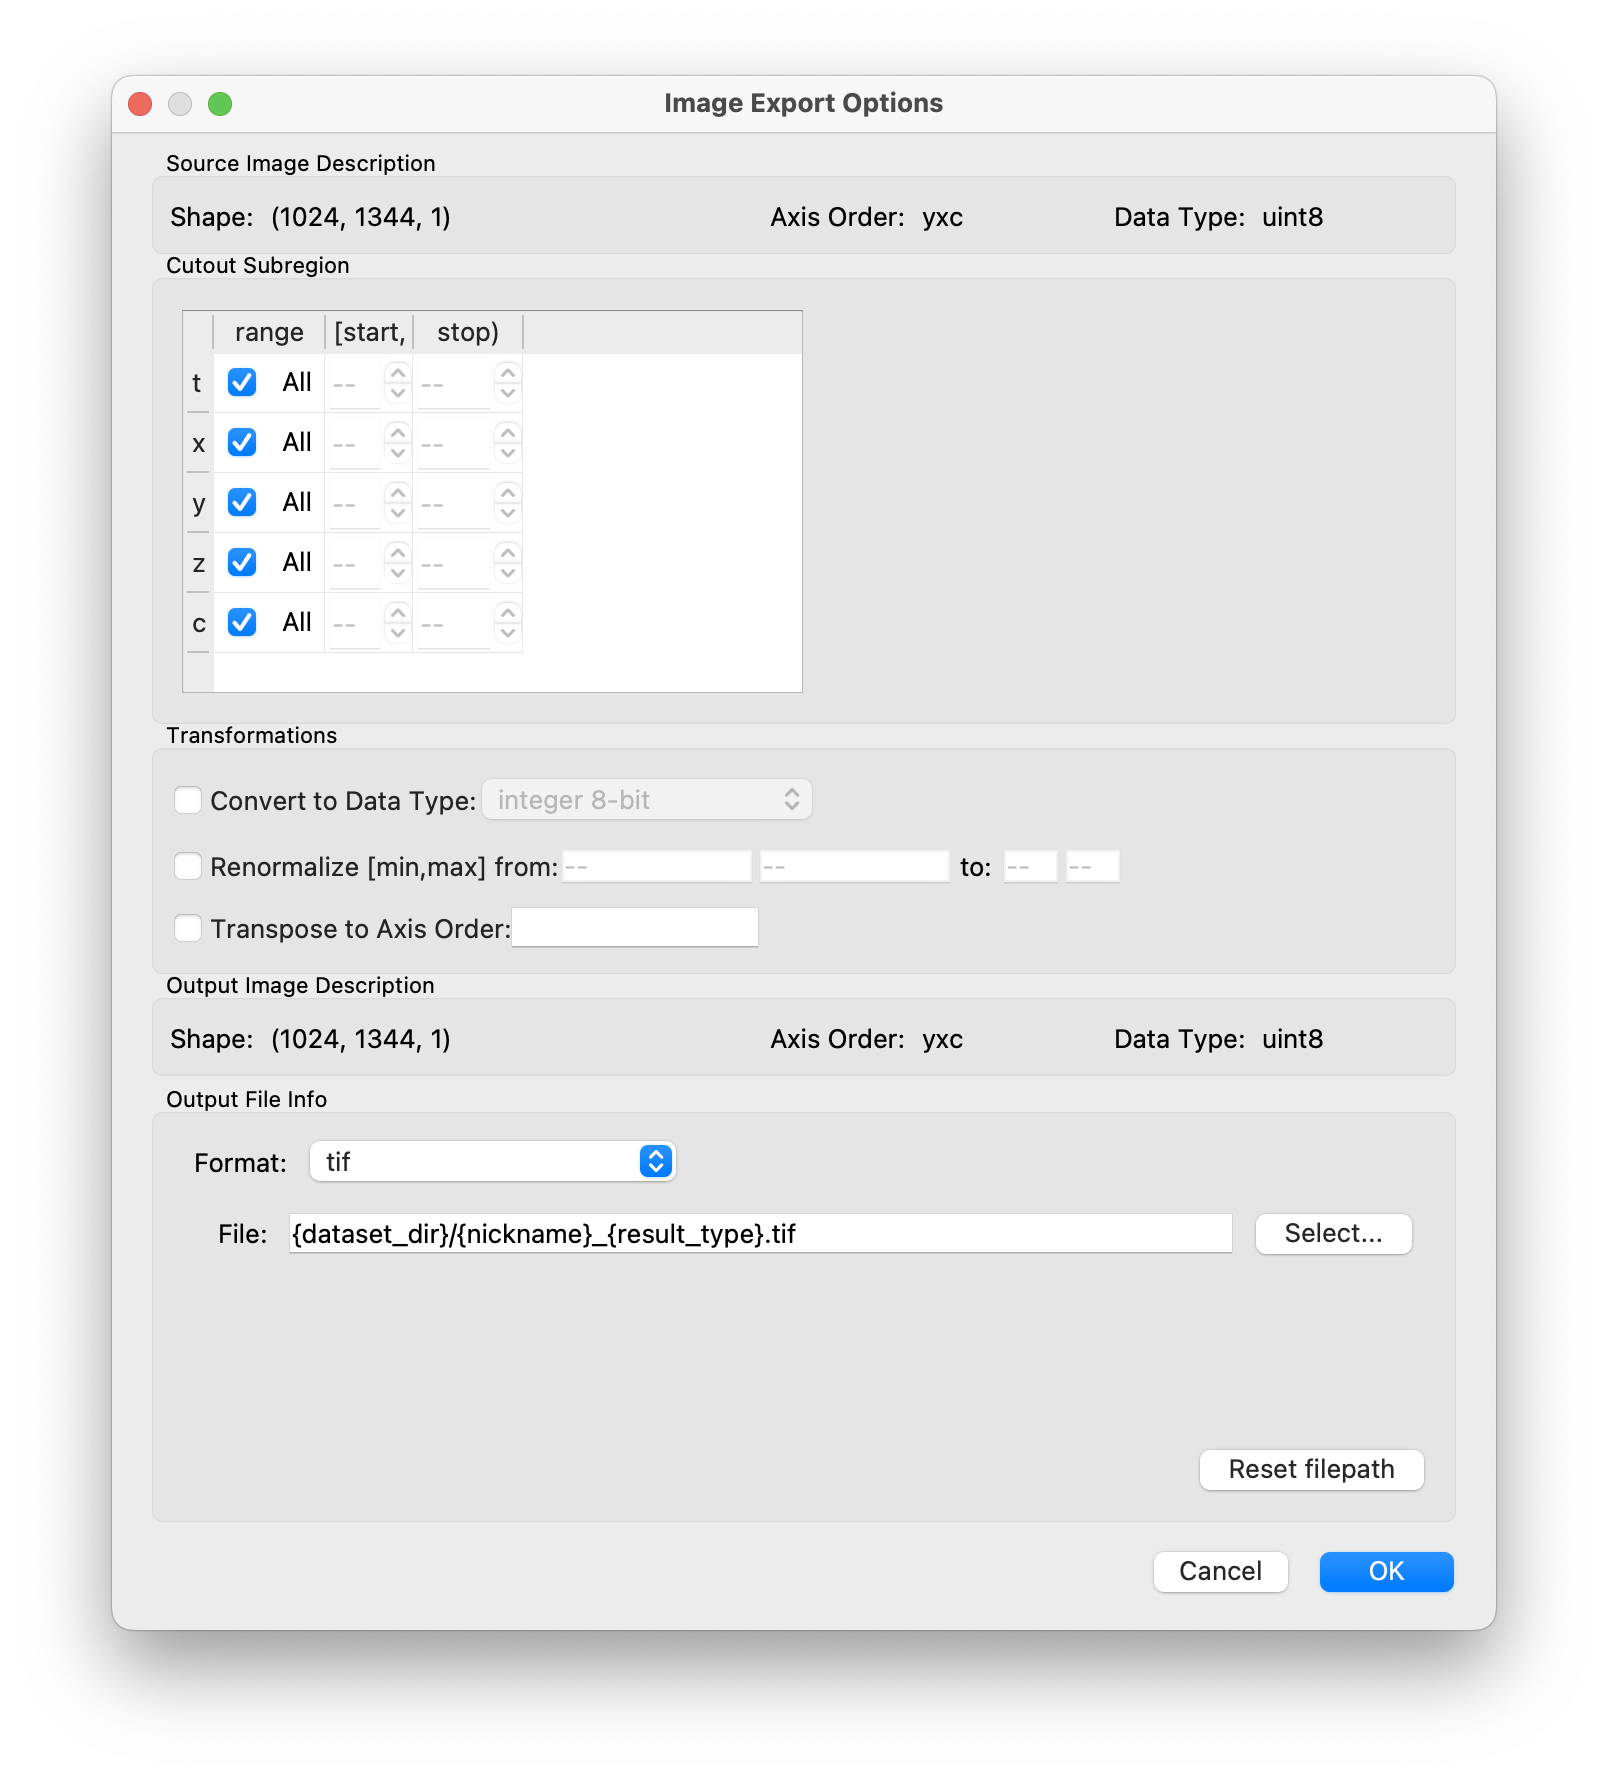 Image Export Options
Source Image Description
Shape: (1024, 1344, 1) Axis Order: yxc Data Type: uint8
Cutout Subregion
range [start, stop)
t All -- --
x All -- --
y All -- --
z All -- --
c All -- --
Transformations
Convert to Data Type: integer 8-bit
Renormalize [min,max] from: -- -- to: -- --
Transpose to Axis Order:
Output Image Description
Shape: (1024, 1344, 1) Axis Order: yxc Data Type: uint8
Output File Info
Format: tif
File: {dataset_dir}/{nickname}_{result_type}.tif Select...
Reset filepath
Cancel OK